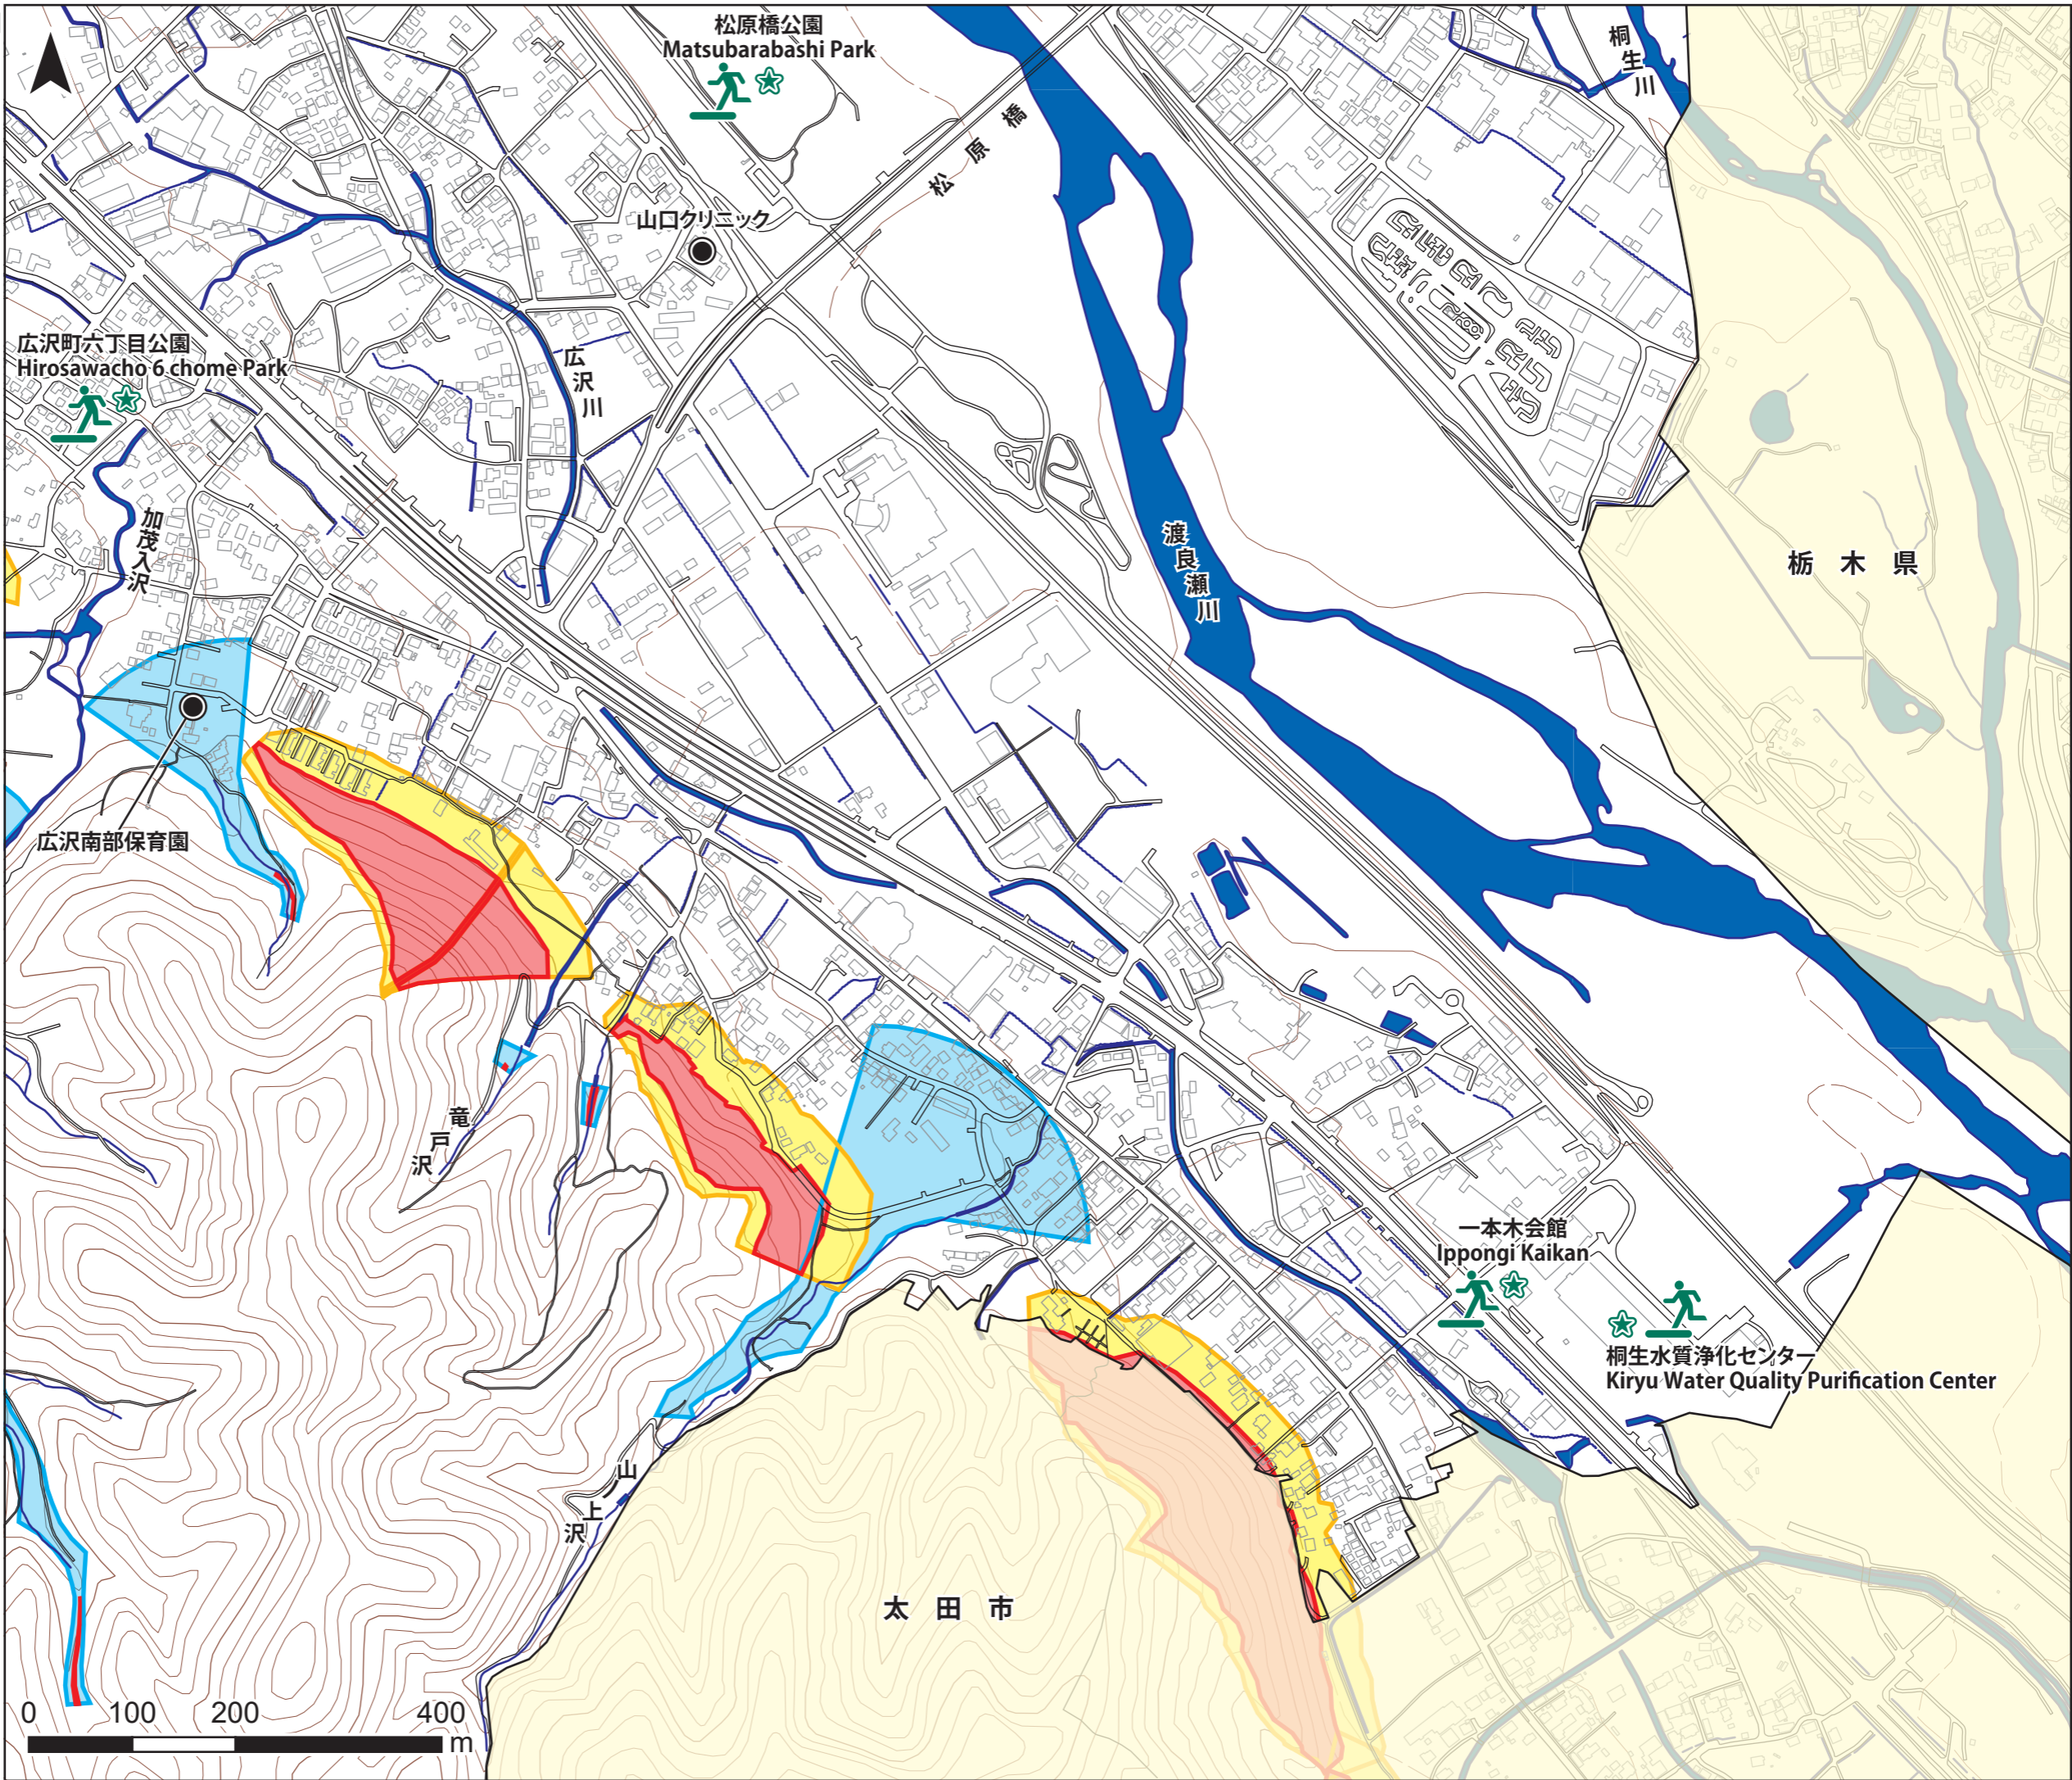 松原橋公園
Matsubarabashi Park
桐生川
松原橋
山口クリニック
広沢町六丁目公園
Hirosawacho 6 chome Park
広沢川
加茂入沢
渡良瀬川
栃木県
広沢南部保育園
竜戸沢
一本木会館
Ippongi Kaikan
桐生水質浄化センター
Kiryu Water Quality Purification Center
山上沢
太田市
0 100 200 400
m